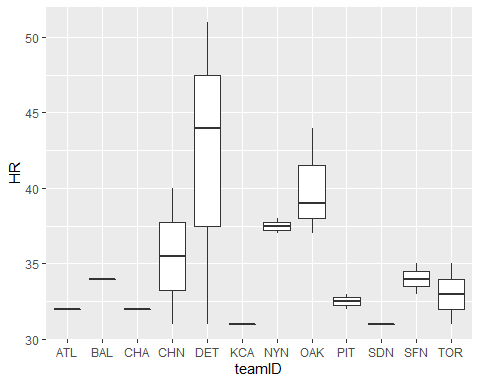 50
45
40
35
30
HR
ATL BAL CHA CHN DET KCA NYN OAK PIT SDN SFN TOR
teamID